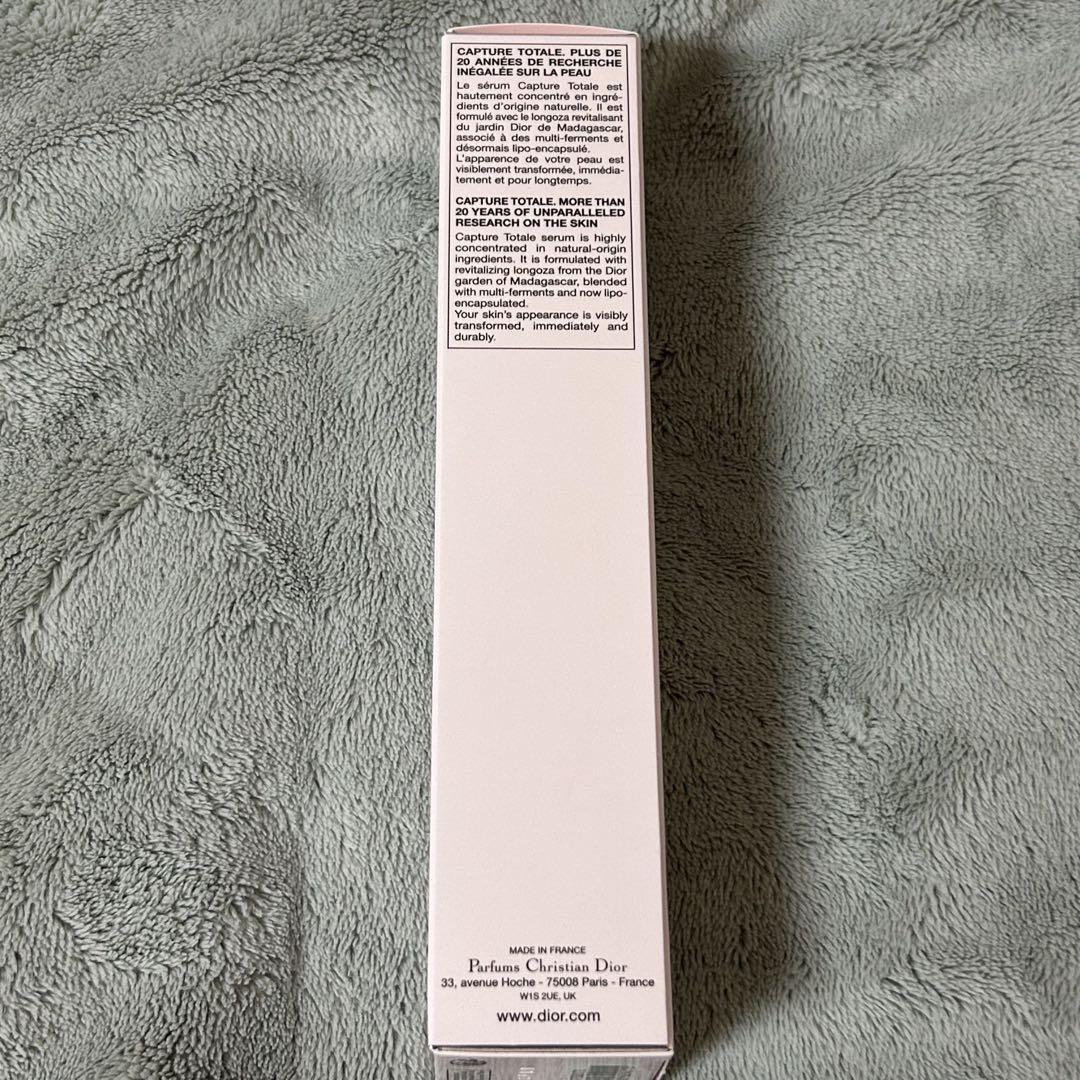 CAPTURE TOTALE. PLUS DE
20 ANNÉES DE RECHERCHE
INÉGALÉE SUR LA PEAU
Le sérum Capture Totale est
hautement concentré en ingré-
dients d'origine naturelle. Il est
formulé avec le longoza revitalisant
du jardin Dior de Madagascar,
associé à des multi-ferments et
désormais lipo-encapsulé.
L'apparence de votre peau est
visiblement transformée, immédia-
tement et pour longtemps.
CAPTURE TOTALE. MORE THAN
20 YEARS OF UNPARALLELED
RESEARCH ON THE SKIN
Capture Totale serum is highly
concentrated in natural-origin
ingredients. It is formulated with
revitalizing longoza from the Dior
garden of Madagascar, blended
with multi-ferments and now lipo-
encapsulated.
Your skin's appearance is visibly
transformed, immediately and
durably.
MADE IN FRANCE
Parfums Christian Dior
33, avenue Hoche - 75008 Paris - France
W1S 2UE, UK
www.dior.com